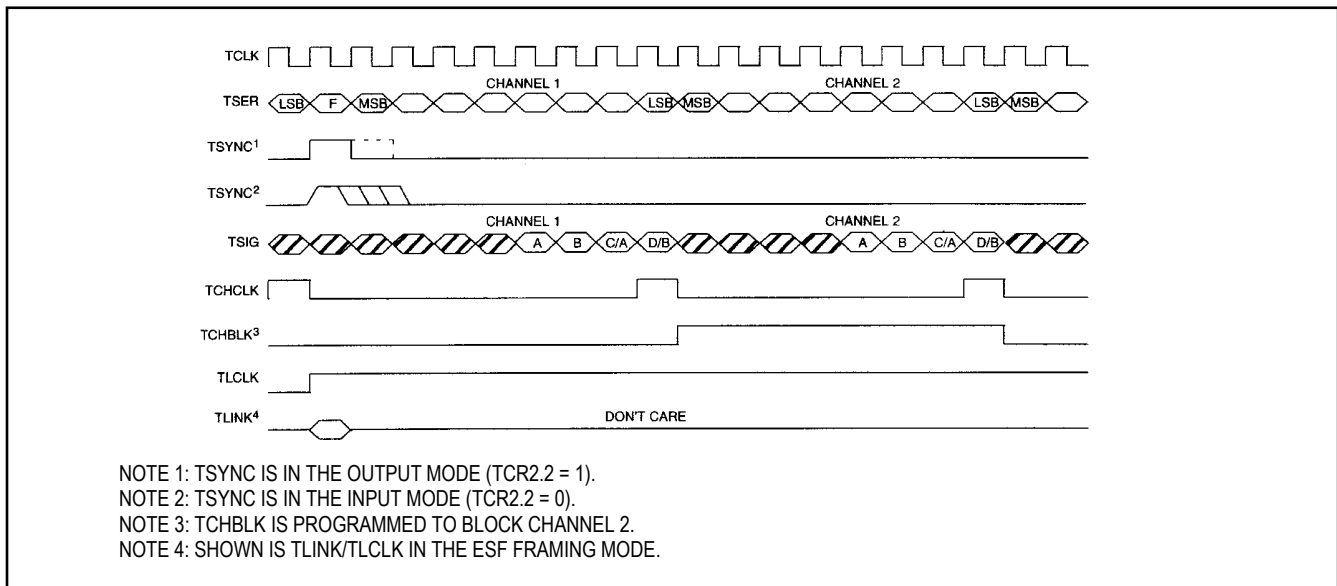 TCLK
CHANNEL 1 CHANNEL 2
TSER LSB F MSB LSB MSB LSB MSB
TSYNC¹
TSYNC²
CHANNEL 1 CHANNEL 2
TSIG A B C/A D/B A B C/A D/B
TCHCLK
TCHBLK³
TLCLK
TLINK⁴ DON'T CARE
NOTE 1: TSYNC IS IN THE OUTPUT MODE (TCR2.2 = 1).
NOTE 2: TSYNC IS IN THE INPUT MODE (TCR2.2 = 0).
NOTE 3: TCHBLK IS PROGRAMMED TO BLOCK CHANNEL 2.
NOTE 4: SHOWN IS TLINK/TLCLK IN THE ESF FRAMING MODE.